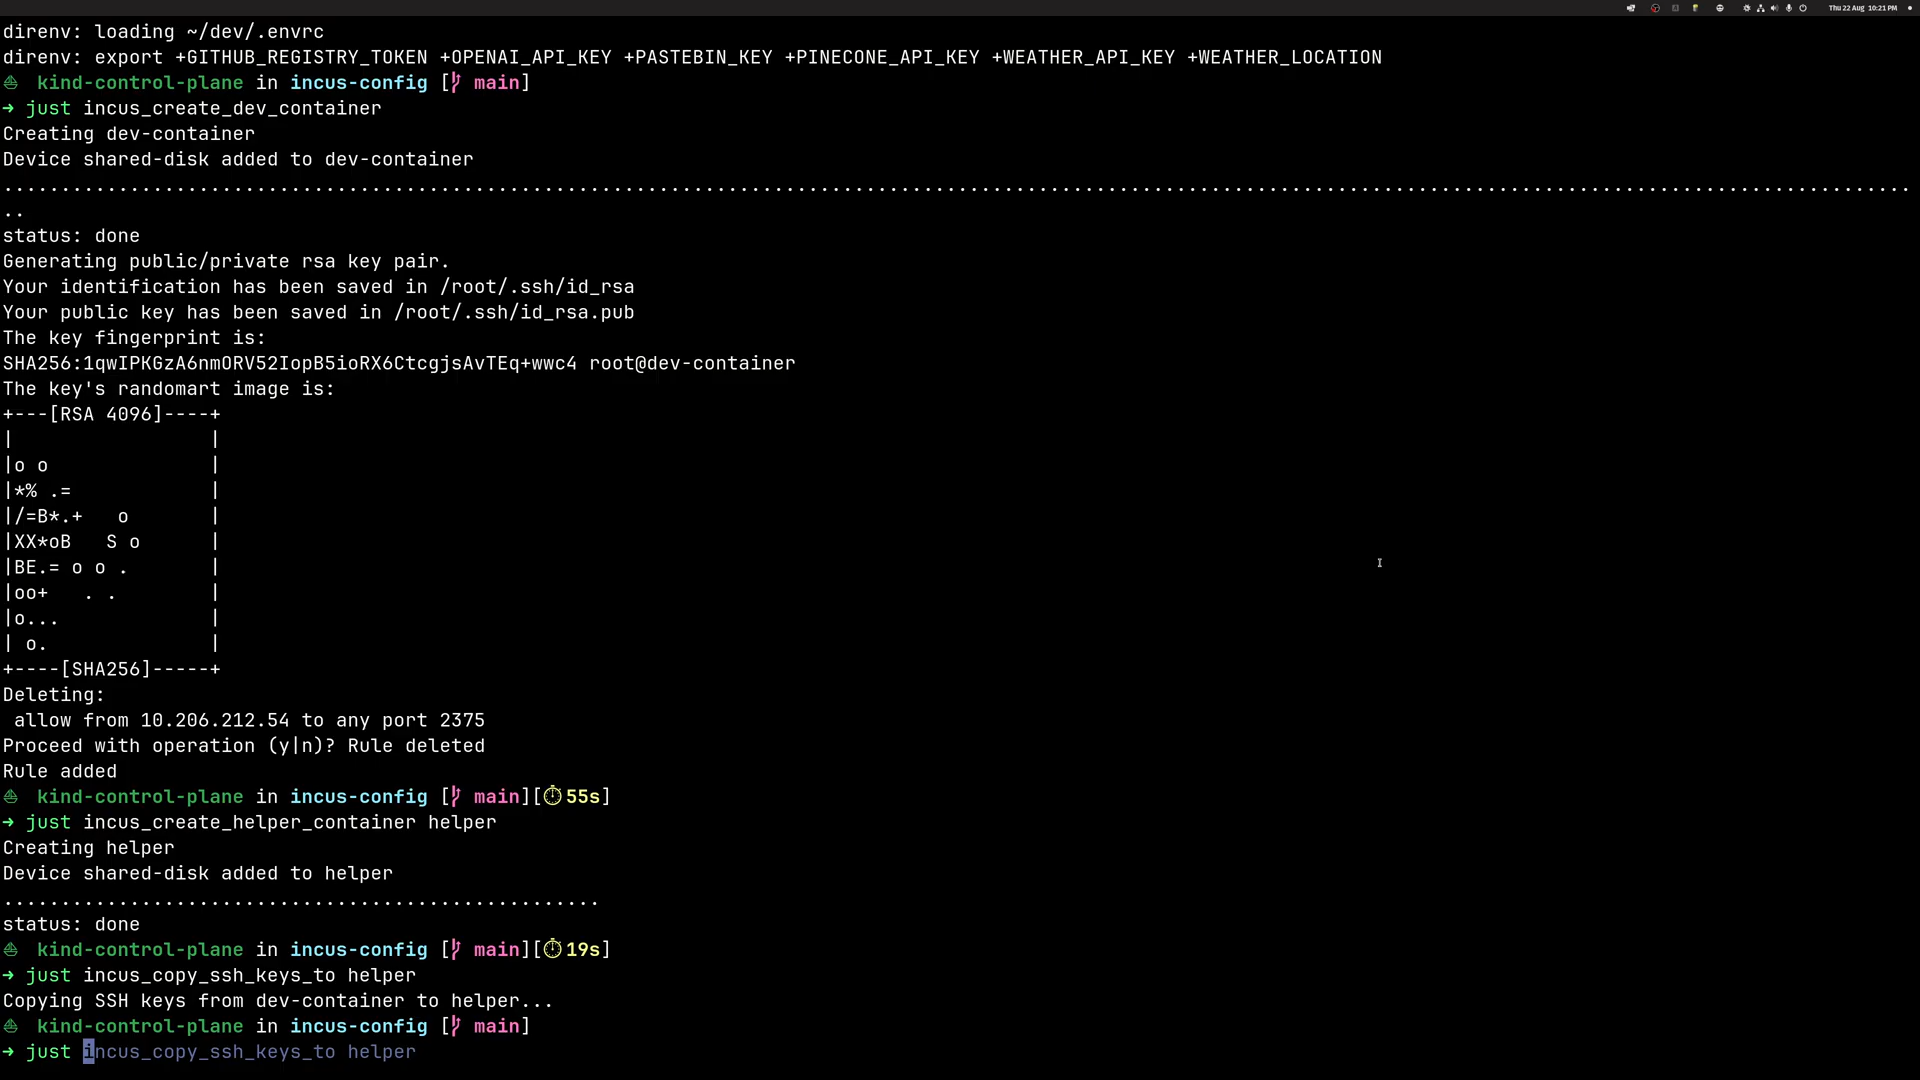 Thu 22 Aug 10:21 PM
direnv: loading ~/dev/.envrc
direnv: export +GITHUB_REGISTRY_TOKEN +OPENAI_API_KEY +PASTEBIN_KEY +PINECONE_API_KEY +WEATHER_API_KEY +WEATHER_LOCATION
kind-control-plane in incus-config [ main]
→ just incus_create_dev_container
Creating dev-container
Device shared-disk added to dev-container
......................................................................................................................................................................
..
status: done
Generating public/private rsa key pair.
Your identification has been saved in /root/.ssh/id_rsa
Your public key has been saved in /root/.ssh/id_rsa.pub
The key fingerprint is:
SHA256:1qwIPKGzA6nmORV52IopB5ioRX6CtcgjsAvTEq+wwc4 root@dev-container
The key's randomart image is:
+---[RSA 4096]----+
|                 |
|o o              |
|*% .=            |
|/=B*.+   o       |
|XX*oB   S o      |
|BE.= o o .       |
|oo+   . .        |
|o...             |
| o.              |
+----[SHA256]-----+
Deleting:
 allow from 10.206.212.54 to any port 2375
Proceed with operation (y|n)? Rule deleted
Rule added
kind-control-plane in incus-config [ main][⏱55s]
→ just incus_create_helper_container helper
Creating helper
Device shared-disk added to helper
....................................................
status: done
kind-control-plane in incus-config [ main][⏱19s]
→ just incus_copy_ssh_keys_to helper
Copying SSH keys from dev-container to helper...
kind-control-plane in incus-config [ main]
→ just incus_copy_ssh_keys_to helper